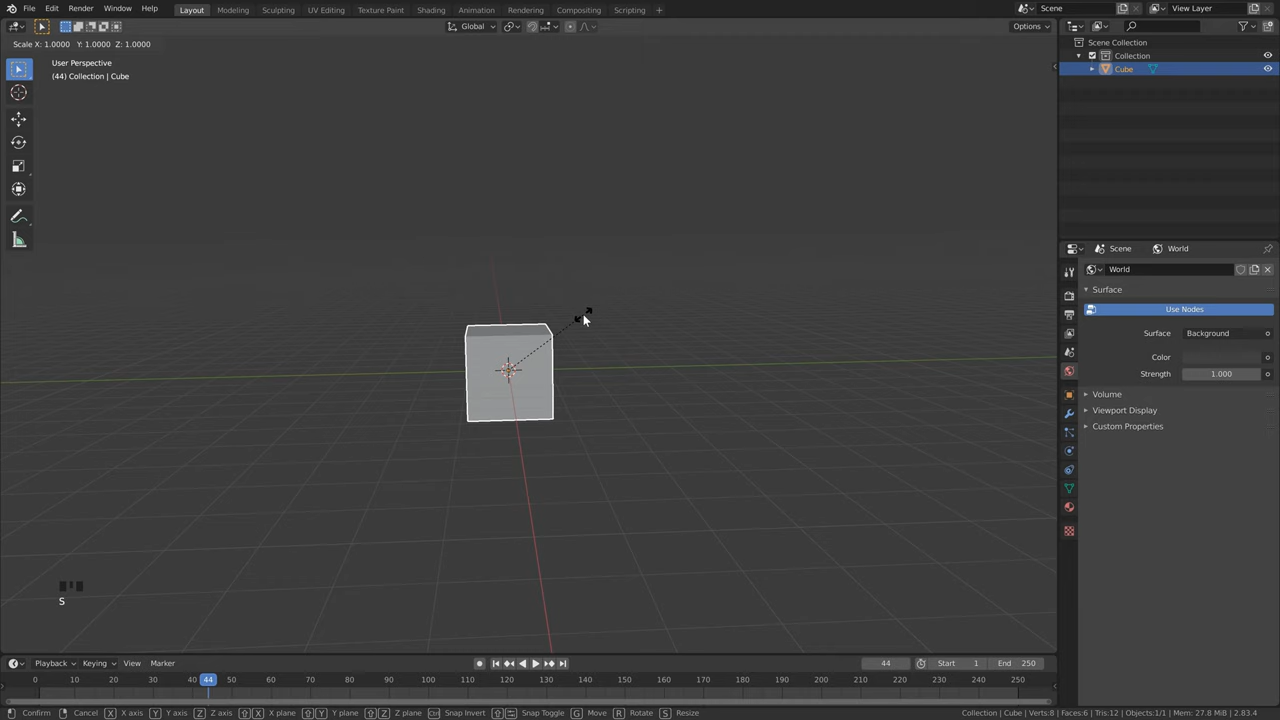 File Edit Render Window Help Layout Modeling Sculpting UV Editing Texture Paint Shading Animation Rendering Compositing Scripting + Scene View Layer
Global Options
Scale X: 1.0000 Y: 1.0000 Z: 1.0000
User Perspective
(44) Collection | Cube
S
Scene Collection
Collection
Cube
Scene World
World
Surface
Use Nodes
Surface Background
Color
Strength 1.000
Volume
Viewport Display
Custom Properties
Playback Keying View Marker 44 Start 1 End 250
0 10 20 30 40 44 50 60 70 80 90 100 110 120 130 140 150 160 170 180 190 200 210 220 230 240 250
Confirm Cancel X X axis Y Y axis Z Z axis X X plane Y Y plane Z Z plane Snap Invert Snap Toggle G Move R Rotate S Resize Collection | Cube | Verts:8 | Faces:6 | Tris:12 | Objects:1/1 | Mem: 27.8 MiB | 2.83.4